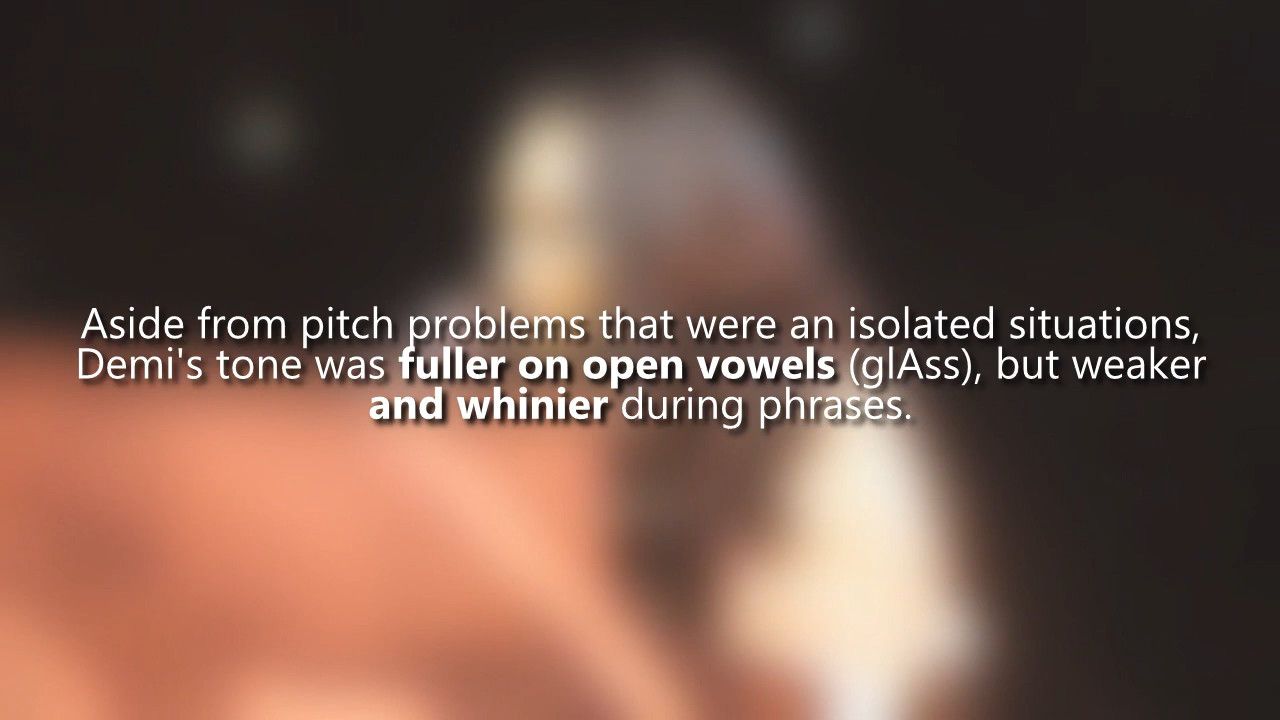 Aside from pitch problems that were an isolated situations,
Demi's tone was fuller on open vowels (glAss), but weaker
and whinier during phrases.